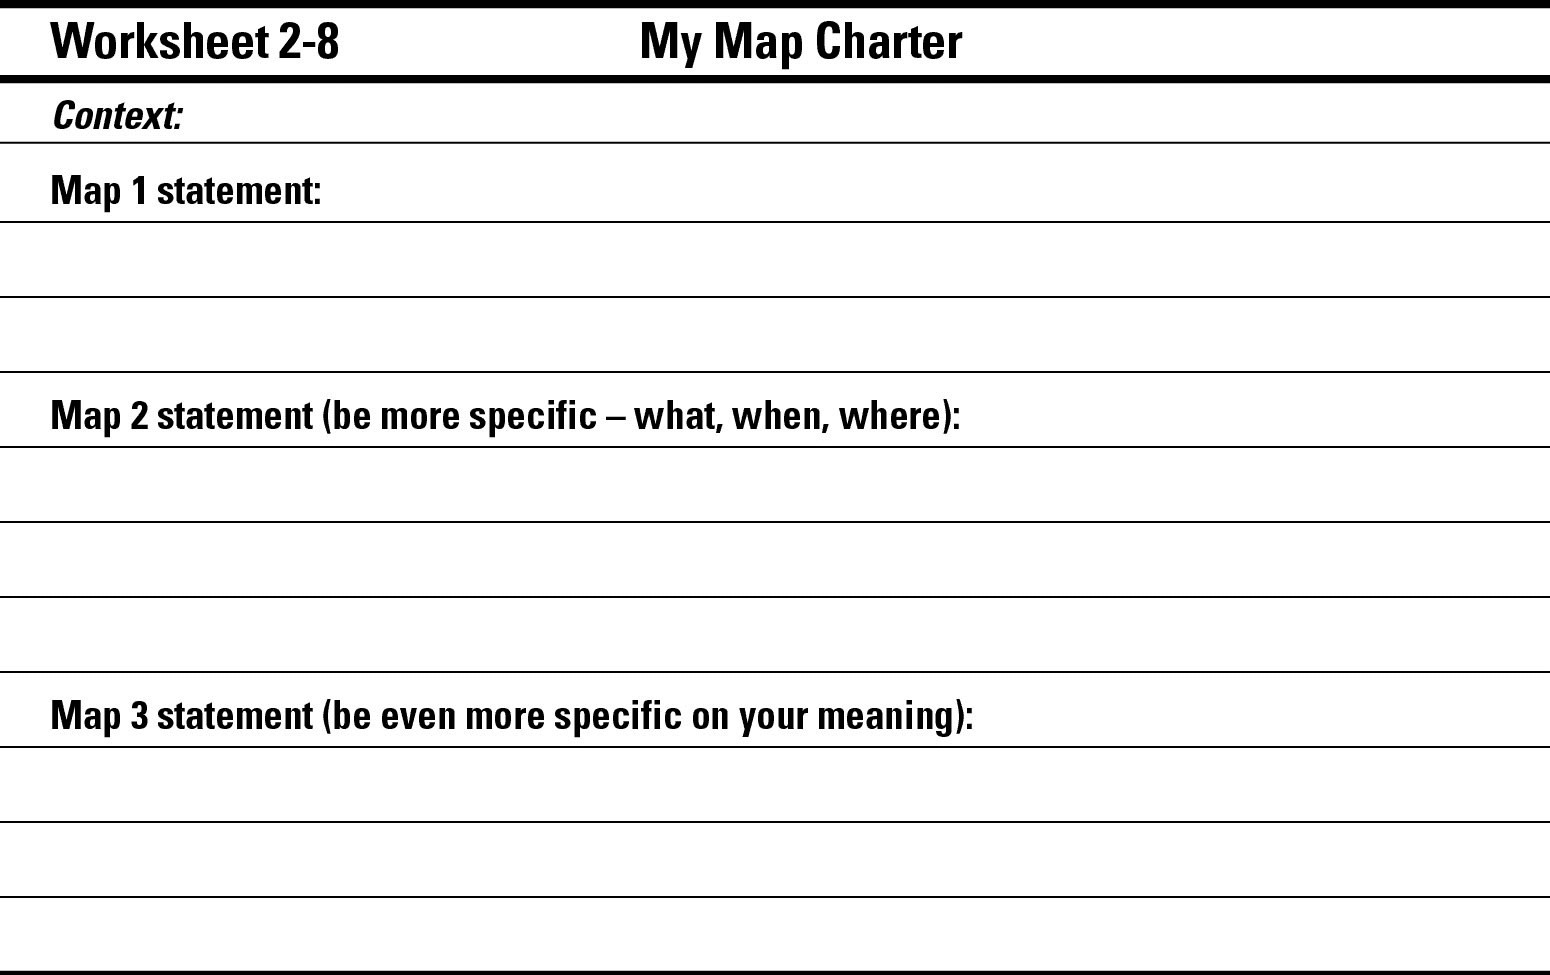 Worksheet 2-8 My Map Charter
Context:
Map 1 statement:
Map 2 statement (be more specific – what, when, where):
Map 3 statement (be even more specific on your meaning):